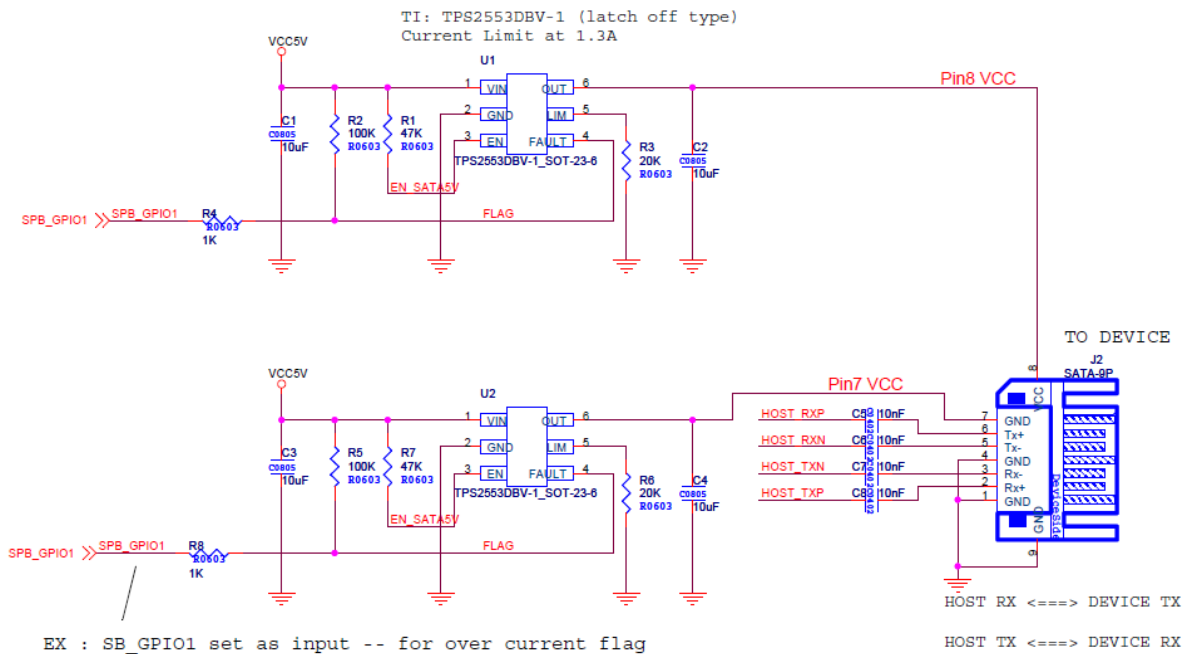 TI: TPS2553DBV-1 (latch off type)
Current Limit at 1.3A
VCC5V
U1
1 VIN OUT 6
2 GND LIM 5
3 EN FAULT 4
TPS2553DBV-1_SOT-23-6
Pin8 VCC
C1
C0805
10uF
R2
100K
R0603
R1
47K
R0603
R3
20K
R0603
C2
C0805
10uF
EN_SATA5V
SPB_GPIO1
SPB_GPIO1
R4
R0603
1K
FLAG
VCC5V
U2
1 VIN OUT 6
2 GND LIM 5
3 EN FAULT 4
TPS2553DBV-1_SOT-23-6
Pin7 VCC
C3
C0805
10uF
R5
100K
R0603
R7
47K
R0603
R6
20K
R0603
C4
C0805
10uF
EN_SATA5V
SPB_GPIO1
SPB_GPIO1
R8
R0603
1K
FLAG
HOST_RXP C5 10nF
HOST_RXN C6 10nF
HOST_TXN C7 10nF
HOST_TXP C8 10nF
TO DEVICE
J2
SATA-9P
8
VCC
7 GND
6 Tx+
5 Tx-
4 GND
3 Rx-
2 Rx+
1 GND
GND
9
DeviceSide
HOST RX <===> DEVICE TX
HOST TX <===> DEVICE RX
EX : SB_GPIO1 set as input -- for over current flag